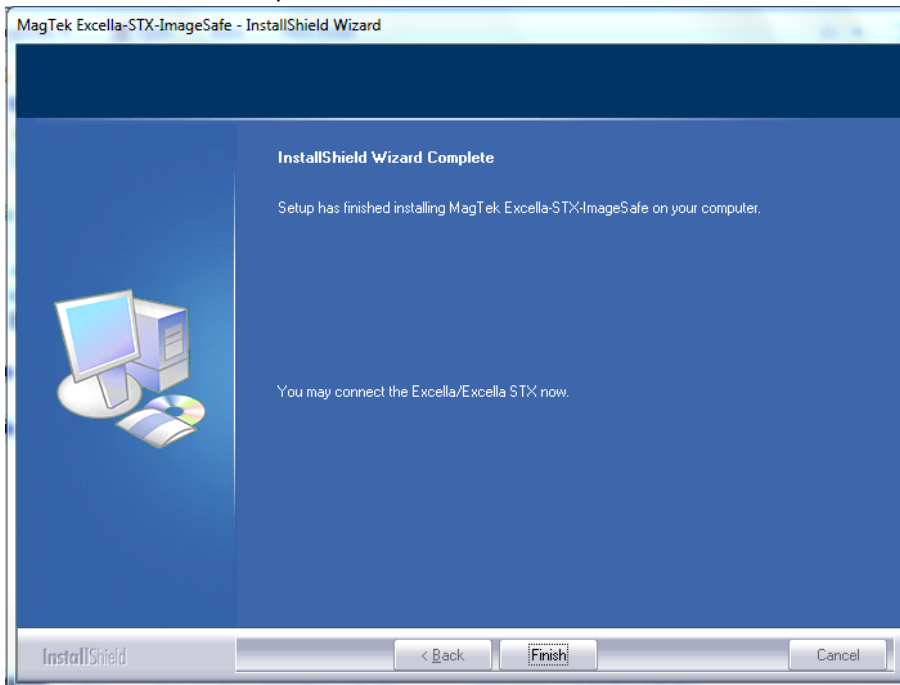 MagTek Excella-STX-ImageSafe - InstallShield Wizard
InstallShield Wizard Complete
Setup has finished installing MagTek Excella-STX-ImageSafe on your computer.
You may connect the Excella/Excella STX now.
InstallShield
< Back
Finish
Cancel